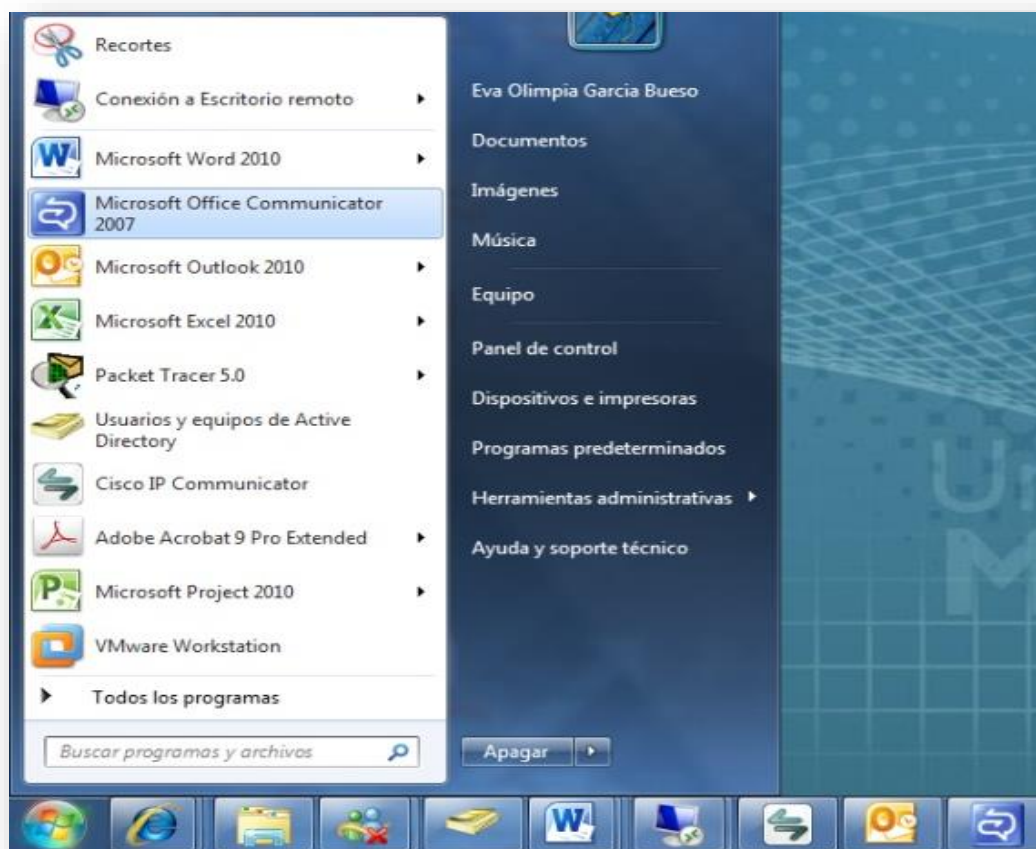 Recortes
Conexión a Escritorio remoto
Microsoft Word 2010
Microsoft Office Communicator
2007
Microsoft Outlook 2010
Microsoft Excel 2010
Packet Tracer 5.0
Usuarios y equipos de Active
Directory
Cisco IP Communicator
Adobe Acrobat 9 Pro Extended
Microsoft Project 2010
VMware Workstation
Todos los programas
Buscar programas y archivos
Eva Olimpia Garcia Bueso
Documentos
Imágenes
Música
Equipo
Panel de control
Dispositivos e impresoras
Programas predeterminados
Herramientas administrativas
Ayuda y soporte técnico
Apagar